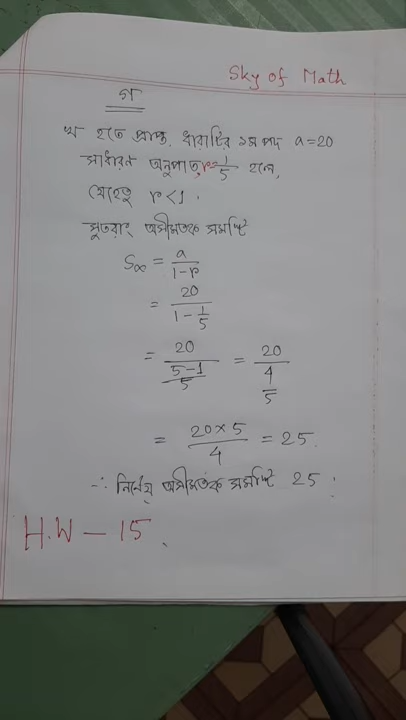 Sky of Math
গ
খ হতে প্রাপ্ত, ধারাটির ১ম পদ a = 20
সাধারণ অনুপাত, r = 1/5 হলে,
যেহেতু r < 1.
সুতরাং অসীমতক সমষ্টি
S∞ = a/(1-r)
= 20/(1 - 1/5)
= 20/((5-1)/5) = 20/(4/5)
= (20×5)/4 = 25.
∴ নির্ণেয় অসীমতক সমষ্টি 25
H.W — 15